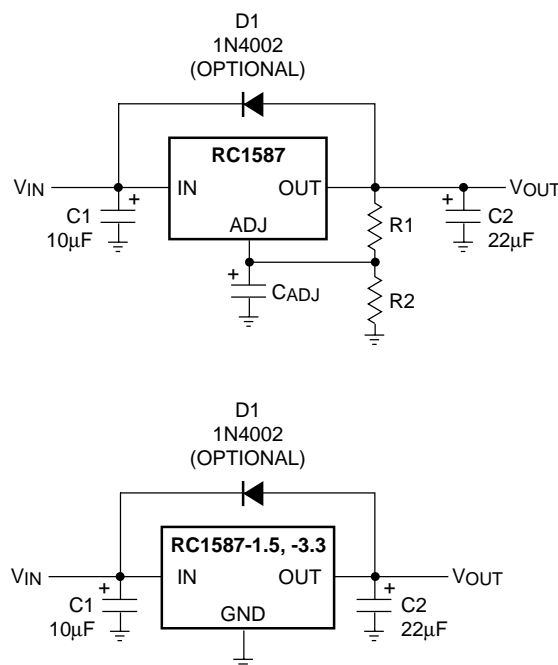 D1
1N4002
(OPTIONAL)
RC1587
VIN
IN
OUT
VOUT
C1
10µF
ADJ
R1
C2
22µF
CADJ
R2
D1
1N4002
(OPTIONAL)
RC1587-1.5, -3.3
VIN
IN
OUT
VOUT
C1
10µF
GND
C2
22µF